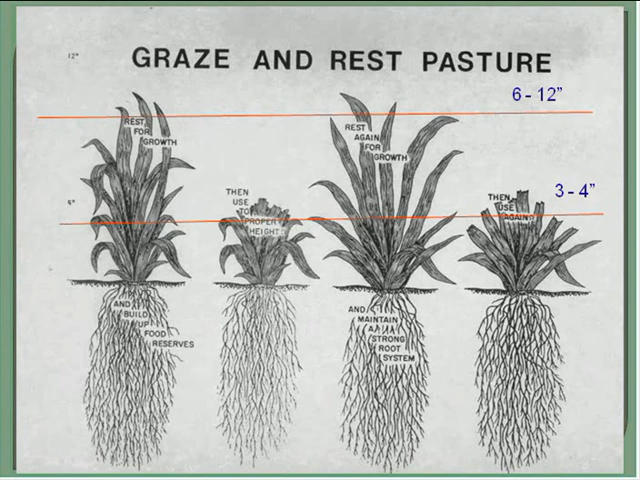 GRAZE AND REST PASTURE
12"
6 - 12”
REST
FOR
GROWTH
REST
AGAIN
FOR
GROWTH
3 - 4”
THEN
USE
TO
PROPER
HEIGHT
THEN
USE
AGAIN
AND
BUILD
UP
FOOD
RESERVES
AND
MAINTAIN
A
STRONG
ROOT
SYSTEM